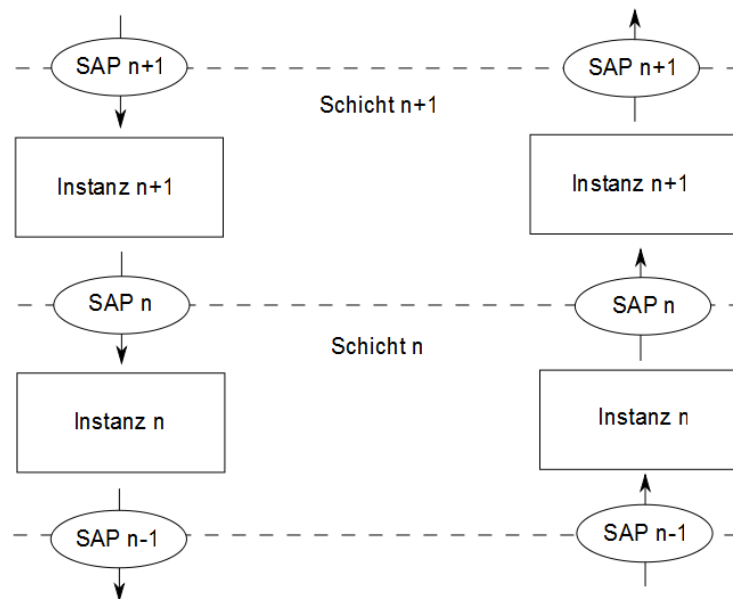 SAP n+1
SAP n+1
Schicht n+1
Instanz n+1
Instanz n+1
SAP n
SAP n
Schicht n
Instanz n
Instanz n
SAP n-1
SAP n-1